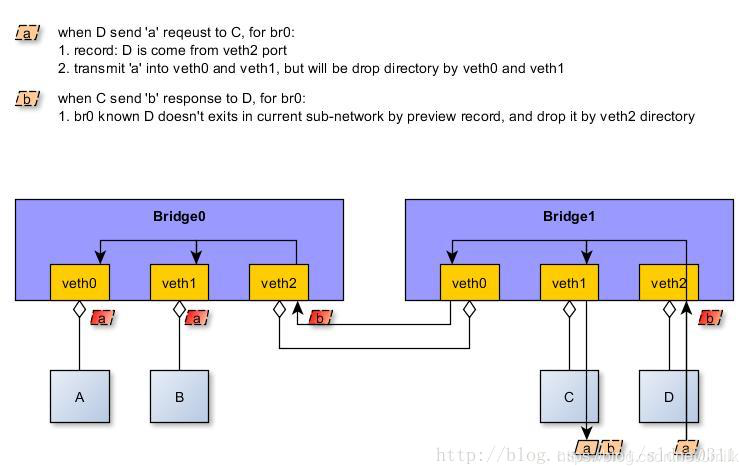 a when D send 'a' reqeust to C, for br0:
1. record: D is come from veth2 port
2. transmit 'a' into veth0 and veth1, but will be drop directory by veth0 and veth1
b when C send 'b' response to D, for br0:
1. br0 known D doesn't exits in current sub-network by preview record, and drop it by veth2 directory
Bridge0 Bridge1
veth0 veth1 veth2 veth0 veth1 veth2
a a b b
A B C D
a b a
http://blog.